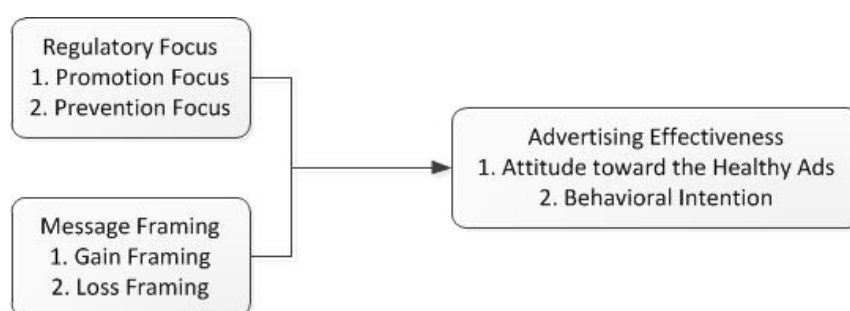 Regulatory Focus
1. Promotion Focus
2. Prevention Focus
Message Framing
1. Gain Framing
2. Loss Framing
Advertising Effectiveness
1. Attitude toward the Healthy Ads
2. Behavioral Intention